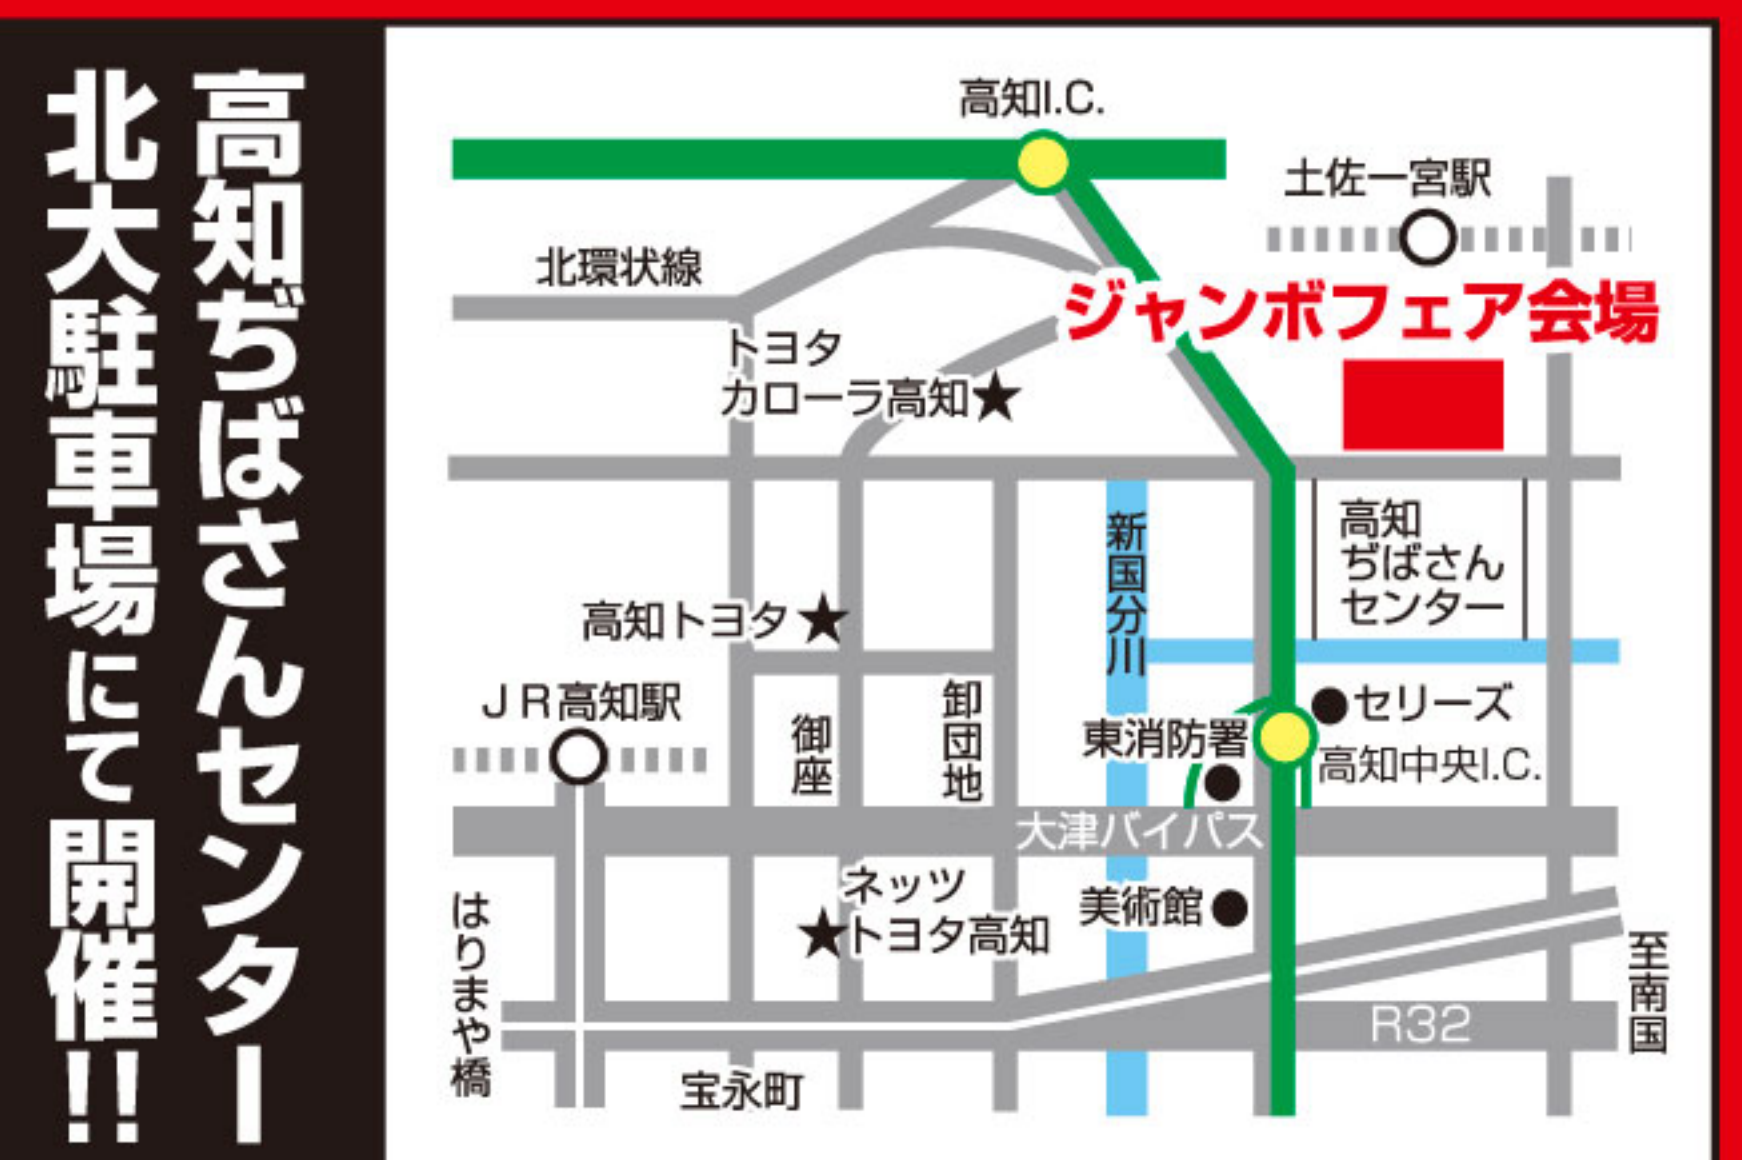 高知ぢばさんセンター
北大駐車場にて開催!!
高知I.C.
土佐一宮駅
北環状線
ジャンボフェア会場
トヨタ
カローラ高知★
新国分川
高知
ぢばさん
センター
高知トヨタ★
JR高知駅
御座
卸団地
東消防署
●セリーズ
高知中央I.C.
大津バイパス
ネッツ
★トヨタ高知
美術館●
はりまや橋
至南国
R32
宝永町